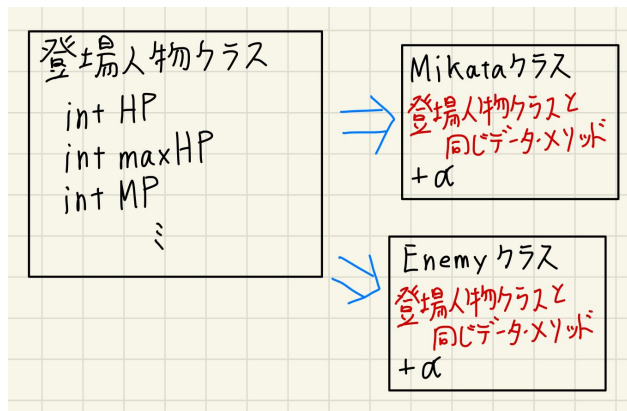 登場人物クラス
int HP
int maxHP
int MP
⋮
Mikataクラス
登場人物クラスと
同じデータ・メソッド
+α
Enemyクラス
登場人物クラスと
同じデータ・メソッド
+α